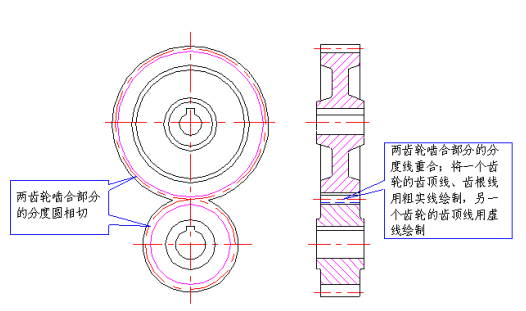 两齿轮啮合部分
的分度圆相切
两齿轮啮合部分的分
度线重合；将一个齿
轮的齿顶线、齿根线
用粗实线绘制，另一
个齿轮的齿顶线用虚
线绘制